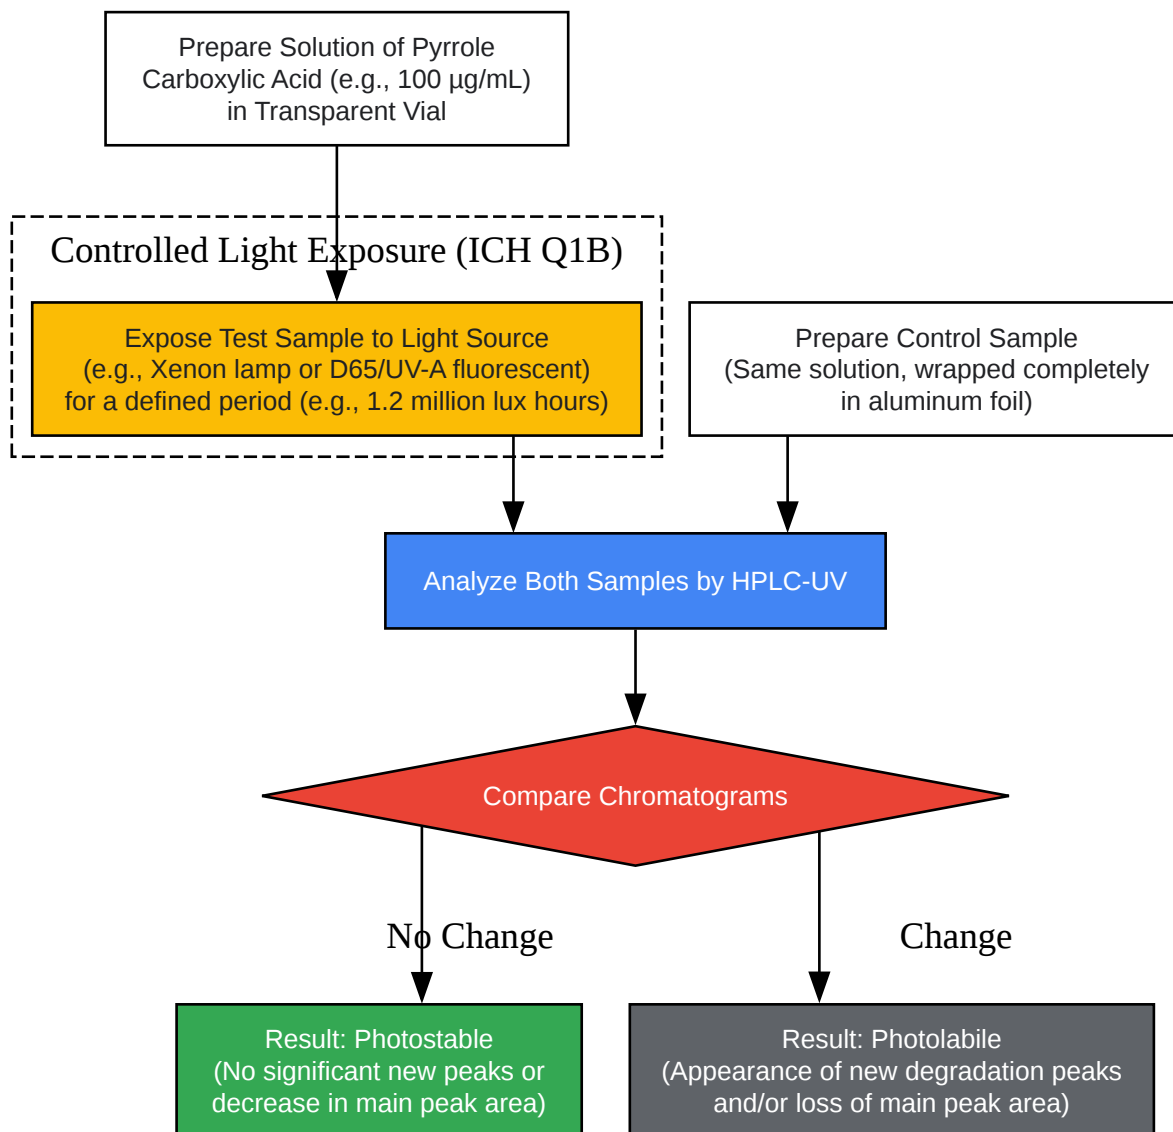 Prepare Solution of Pyrrole
Carboxylic Acid (e.g., 100 µg/mL)
in Transparent Vial
Controlled Light Exposure (ICH Q1B)
Expose Test Sample to Light Source
(e.g., Xenon lamp or D65/UV-A fluorescent)
for a defined period (e.g., 1.2 million lux hours)
Prepare Control Sample
(Same solution, wrapped completely
in aluminum foil)
Analyze Both Samples by HPLC-UV
Compare Chromatograms
No Change
Change
Result: Photostable
(No significant new peaks or
decrease in main peak area)
Result: Photolabile
(Appearance of new degradation peaks
and/or loss of main peak area)